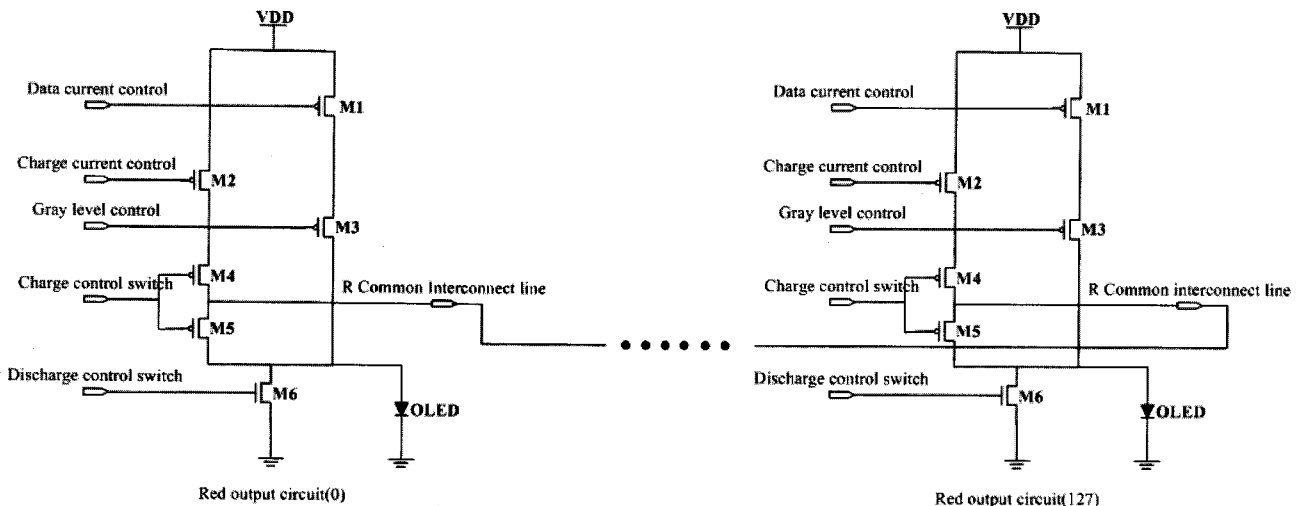 VDD
Data current control
M1
Charge current control
M2
Gray level control
M3
M4
Charge control switch
R Common Interconnect line
M5
Discharge control switch
M6
OLED
Red output circuit(0)
VDD
Data current control
M1
Charge current control
M2
Gray level control
M3
M4
Charge control switch
R Common interconnect line
M5
Discharge control switch
M6
OLED
Red output circuit(127)